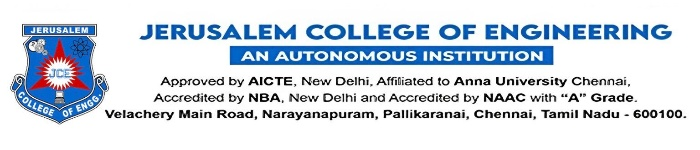 JERUSALEM
JCE
COLLEGE OF ENGG.
JERUSALEM COLLEGE OF ENGINEERING
AN AUTONOMOUS INSTITUTION
Approved by AICTE, New Delhi, Affiliated to Anna University Chennai,
Accredited by NBA, New Delhi and Accredited by NAAC with “A” Grade.
Velachery Main Road, Narayanapuram, Pallikaranai, Chennai, Tamil Nadu - 600100.